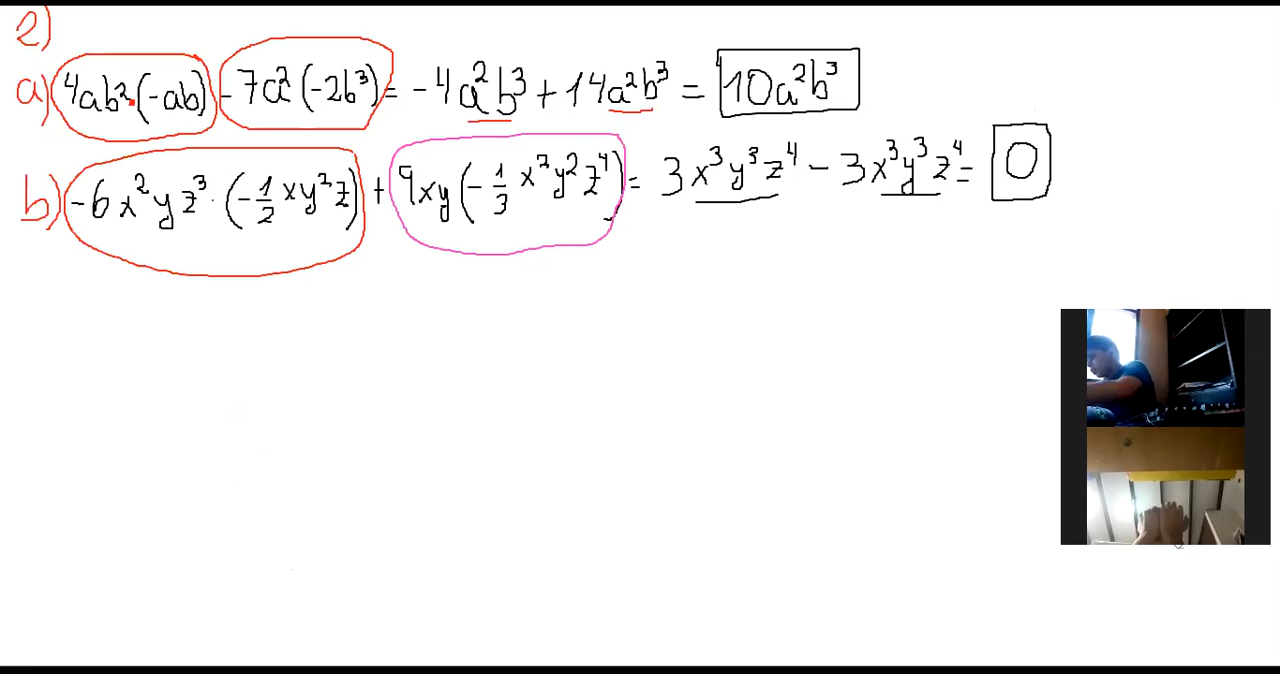 2)
a) 4ab²·(-ab) - 7a²(-2b³) = -4a²b³ + 14a²b³ = 10a²b³
b) -6x²yz³·(-1/2xy²z) + 9xy(-1/3x²y²z⁴) = 3x³y³z⁴ - 3x³y³z⁴ = 0